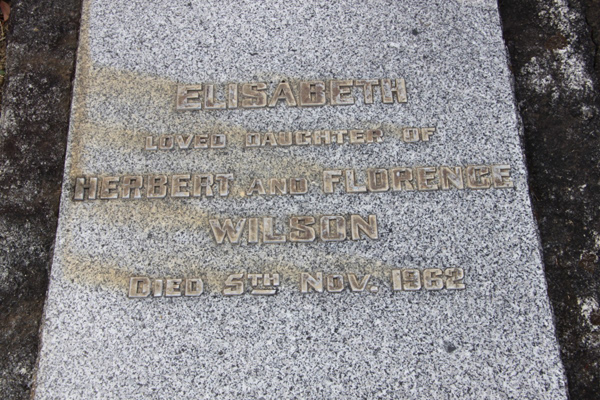 ELISABETH
LOVED DAUGHTER OF
HERBERT AND FLORENCE
WILSON
DIED 5TH NOV. 1962